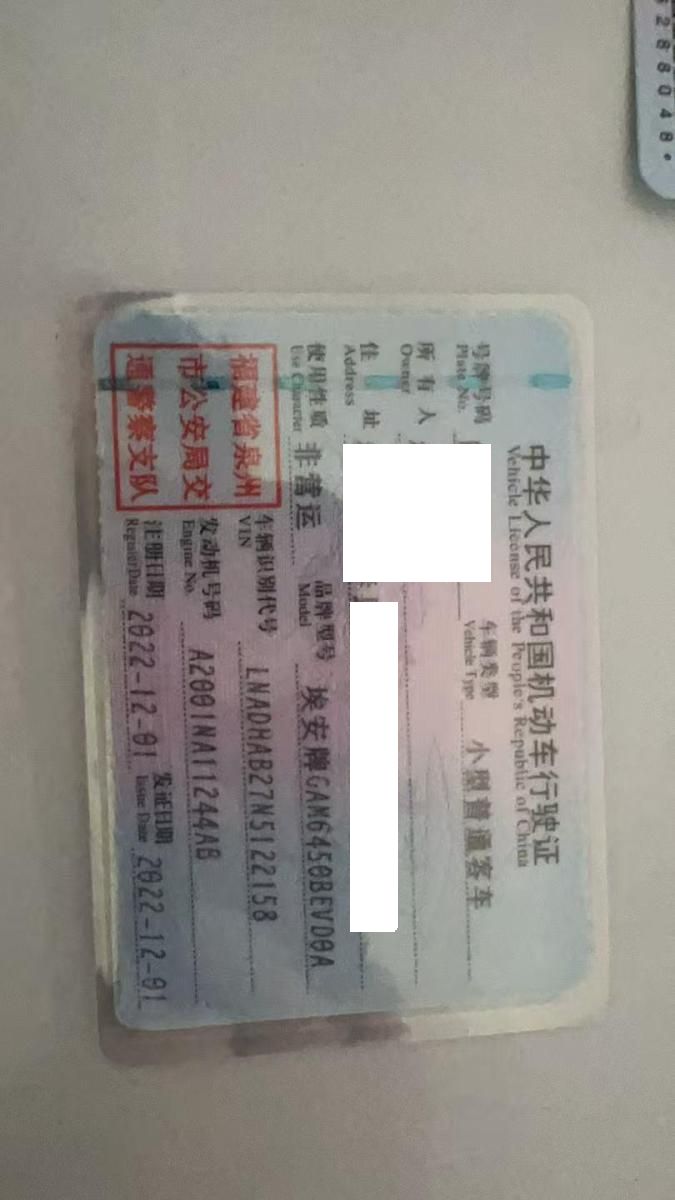 中华人民共和国机动车行驶证
Vehicle License of the People's Republic of China
号牌号码
Plate No.
车辆类型 小型普通客车
Vehicle Type
所有人
Owner
住址
Address
使用性质 非营运
Use Character
品牌型号 埃安牌GAM6450BEVD0A
Model
车辆识别代号 LNADHAB27N5122158
VIN
发动机号码 A2001NA11244AB
Engine No.
注册日期 2022-12-01
Register Date
发证日期 2022-12-01
Issue Date
福建省泉州
市公安局交
通警察支队
288048